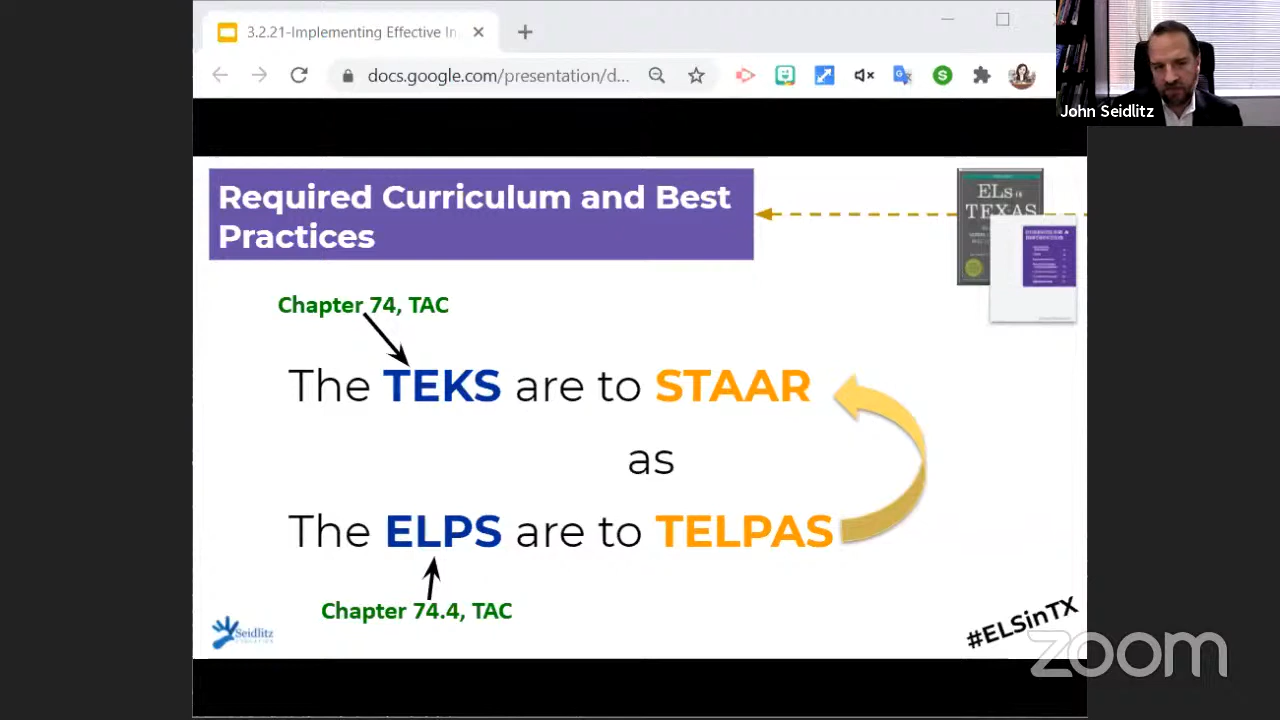 3.2.21-Implementing Effective In
docs.google.com/presentation/d...
John Seidlitz
Required Curriculum and Best
Practices
ELs in
TEXAS
Chapter 74, TAC
The TEKS are to STAAR
as
The ELPS are to TELPAS
Chapter 74.4, TAC
Seidlitz
#ELSinTX
zoom